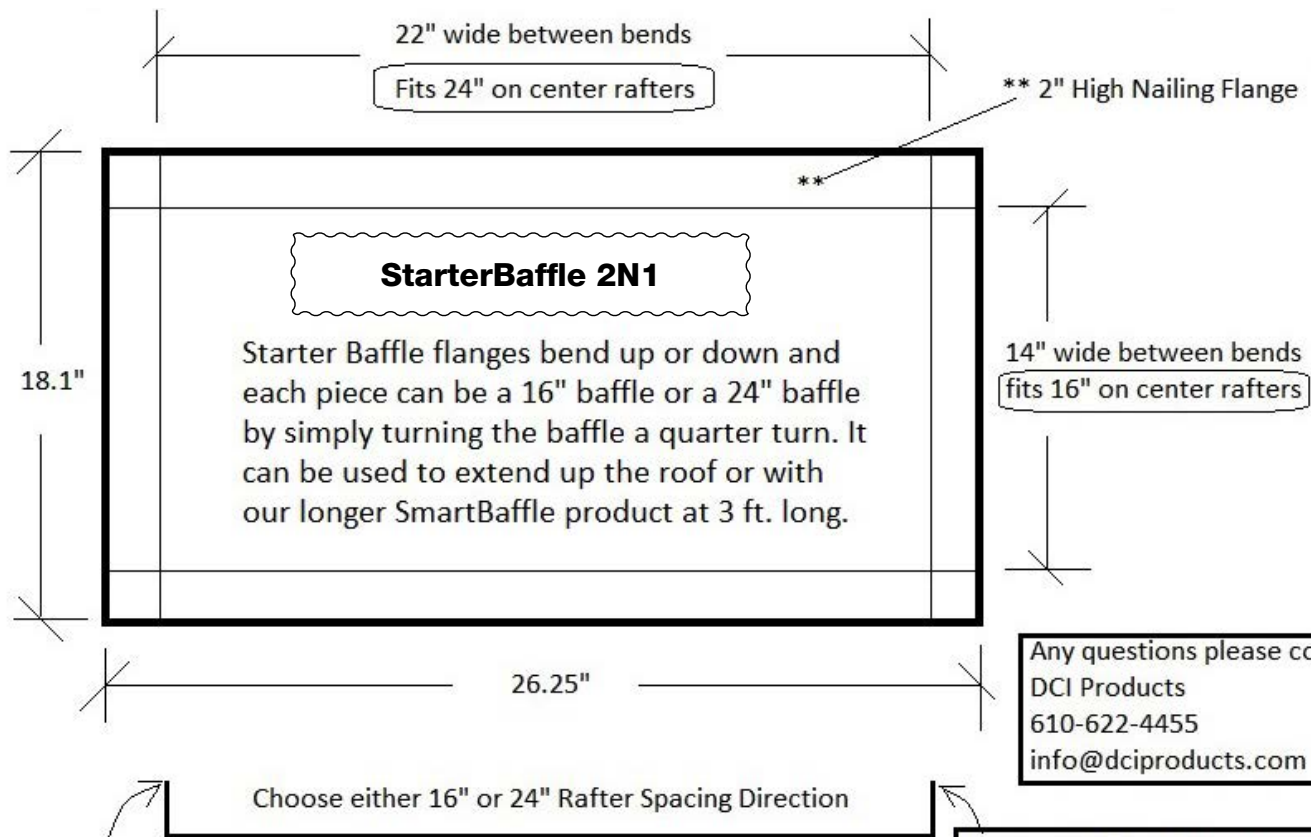 22" wide between bends
Fits 24" on center rafters
** 2" High Nailing Flange
**
StarterBaffle 2N1
Starter Baffle flanges bend up or down and
each piece can be a 16" baffle or a 24" baffle
by simply turning the baffle a quarter turn. It
can be used to extend up the roof or with
our longer SmartBaffle product at 3 ft. long.
18.1"
14" wide between bends
fits 16" on center rafters
26.25"
Any questions please
DCI Products
610-622-4455
info@dciproducts.com
Choose either 16" or 24" Rafter Spacing Direction